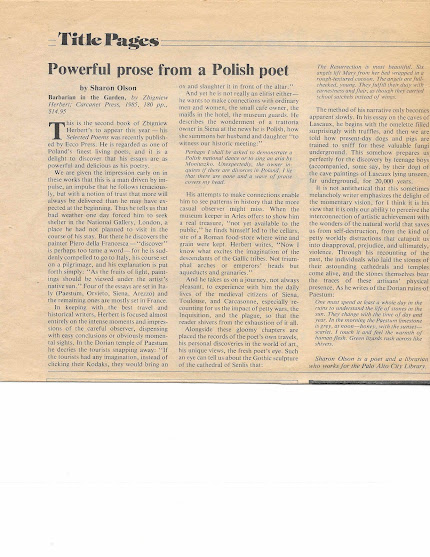 Title Pages
Powerful prose from a Polish poet
by Sharon Olson
Barbarian in the Garden, by Zbigniew
Herbert; Carcanet Press, 1985, 180 pp.,
$14.95
This is the second book of Zbigniew
Herbert's to appear this year — his
Selected Poems was recently publish-
ed by Ecco Press. He is regarded as one of
Poland's finest living poets, and it is a
delight to discover that his essays are as
powerful and delicious as his poetry.
We are given the impression early on in
these works that this is a man driven by im-
pulse, an impulse that he follows tenacious-
ly, but with a notion of trust that more will
always be delivered than he may have ex-
pected at the beginning. Thus he tells us that
bad weather one day forced him to seek
shelter in the National Gallery, London, a
place he had not planned to visit in the
course of his stay. But there he discovers the
painter Piero della Francesca — "discover"
is perhaps too tame a word — for he is sud-
denly compelled to go to Italy, his course set
on a pilgrimage, and his explanation is put
forth simply: "As the fruits of light, paint-
ings should be viewed under the artist's
native sun." Four of the essays are set in Ita-
ly (Paestum, Orvieto, Siena, Arezzo) and
the remaining ones are mostly set in France.
In keeping with the best novel and
historical writers, Herbert is focused almost
entirely on the intense moments and impres-
sions of the careful observer, dispensing
with easy conclusions or obviously momen-
tal sights. In the Dorian temple of Paestum
he decries the tourists snapping away: "If
the tourists had any imagination, instead of
clicking their Kodaks, they would bring an
ox and slaughter it in front of the altar."
And yet he is not really an elitist either —
he wants to make connections with ordinary
men and women, the small cafe owner, the
maids in the hotel, the museum guards. He
describes the wonderment of a trattoria
owner in Siena at the news he is Polish, how
she summons her husband and daughter "to
witness our historic meeting:"
Perhaps I shall be asked to demonstrate a
Polish national dance or to sing an aria by
Moniuszko. Unexpectedly, the owner in-
quires if there are divorces in Poland. I lie
that there are none and a wave of praise
covers my head.
His attempts to make connections enable
him to see patterns in history that the more
casual observer might miss. When the
museum keeper in Arles offers to show him
a real treasure, "not yet available to the
public," he finds himself led to the cellars,
site of a Roman food-store where wine and
grain were kept. Herbert writes, "Now I
know what excites the imagination of the
descendants of the Gallic tribes. Not trium-
phal arches or emperors' heads but
aqueducts and granaries."
And he takes us on a journey, not always
pleasant, to experience with him the daily
lives of the medieval citizens of Siena,
Toulouse, and Carcassonne, especially re-
counting for us the impact of petty wars, the
Inquisition, and the plague, so that the
reader shivers from the exhaustion of it all.
Alongside these gloomy chapters are
placed the records of the poet's own travels,
his personal discoveries in the world of art,
his unique views, the fresh poet's eye. Such
an eye can tell us about the Gothic sculpture
of the cathedral of Senlis that:
The Resurrection is most beautiful. Six
angels lift Mary from her bed wrapped in a
rough-textured cocoon. The angels are full-
cheeked, young. They fulfill their duty with
seriousness and flair, as though they carried
school satchels instead of wings.
The method of his narrative only becomes
apparent slowly. In his essay on the caves of
Lascaux, he begins with the omelette filled
surprisingly with truffles, and then we are
told how present-day dogs and pigs are
trained to sniff for these valuable fungi
underground. This somehow prepares us
perfectly for the discovery by teenage boys
(accompanied, some say, by their dog) of
the cave paintings of Lascaux lying unseen,
far underground, for 20,000 years.
It is not antithetical that this sometimes
melancholy writer emphasizes the delight of
the momentary vision, for I think it is his
view that it is only our ability to perceive the
interconnection of artistic achievement with
the wonders of the natural world that saves
us from self-destruction, from the kind of
petty worldly distractions that catapult us
into disapproval, prejudice, and ultimately,
violence. Through his recounting of the
past, the individuals who laid the stones of
their astounding cathedrals and temples
come alive, and the stones themselves bear
the traces of these artisans' physical
presence. As he writes of the Dorian ruins of
Paestum:
One must spend at least a whole day in the
ruins to understand the life of stones in the
sun. They change with the time of day and
year. In the morning the Paestum limestone
is grey, at noon—honey, with the sunset—
scarlet. I touch it and feel the warmth of
human flesh. Green lizards rush across like
shivers.
Sharon Olson is a poet and a librarian
who works for the Palo Alto City Library.